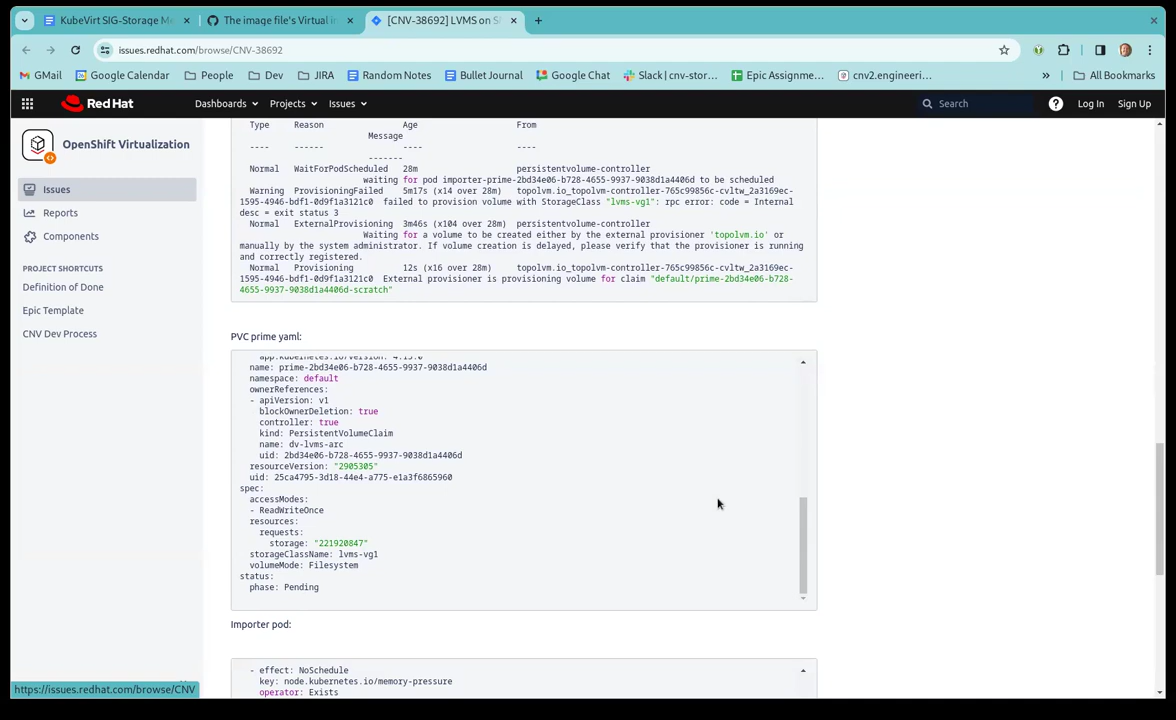 KubeVirt SIG-Storage Me
The image file's Virtual in
[CNV-38692] LVMS on S
issues.redhat.com/browse/CNV-38692
GMail
Google Calendar
People
Dev
JIRA
Random Notes
Bullet Journal
Google Chat
Slack | cnv-stor...
Epic Assignme...
cnv2.engineeri...
»
All Bookmarks
Red Hat
Dashboards
Projects
Issues
Search
Log In
Sign Up
OpenShift Virtualization
Issues
Reports
Components
PROJECT SHORTCUTS
Definition of Done
Epic Template
CNV Dev Process
Type Reason Age From
Message
---- ------ ---- ----
-------
Normal WaitForPodScheduled 28m persistentvolume-controller
waiting for pod importer-prime-2bd34e06-b728-4655-9937-9038d1a4406d to be scheduled
Warning ProvisioningFailed 5m17s (x14 over 28m) topolvm.io_topolvm-controller-765c99856c-cvltw_2a3169ec-
1595-4946-bdf1-0d9f1a3121c0 failed to provision volume with StorageClass "lvms-vg1": rpc error: code = Internal
desc = exit status 3
Normal ExternalProvisioning 3m46s (x104 over 28m) persistentvolume-controller
Waiting for a volume to be created either by the external provisioner 'topolvm.io' or
manually by the system administrator. If volume creation is delayed, please verify that the provisioner is running
and correctly registered.
Normal Provisioning 12s (x16 over 28m) topolvm.io_topolvm-controller-765c99856c-cvltw_2a3169ec-
1595-4946-bdf1-0d9f1a3121c0 External provisioner is provisioning volume for claim "default/prime-2bd34e06-b728-
4655-9937-9038d1a4406d-scratch"
PVC prime yaml:
app.kubernetes.io/version: 4.15.0
name: prime-2bd34e06-b728-4655-9937-9038d1a4406d
namespace: default
ownerReferences:
- apiVersion: v1
blockOwnerDeletion: true
controller: true
kind: PersistentVolumeClaim
name: dv-lvms-arc
uid: 2bd34e06-b728-4655-9937-9038d1a4406d
resourceVersion: "2905305"
uid: 25ca4795-3d18-44e4-a775-e1a3f6865960
spec:
accessModes:
- ReadWriteOnce
resources:
requests:
storage: "221920847"
storageClassName: lvms-vg1
volumeMode: Filesystem
status:
phase: Pending
Importer pod:
- effect: NoSchedule
key: node.kubernetes.io/memory-pressure
operator: Exists
https://issues.redhat.com/browse/CNV